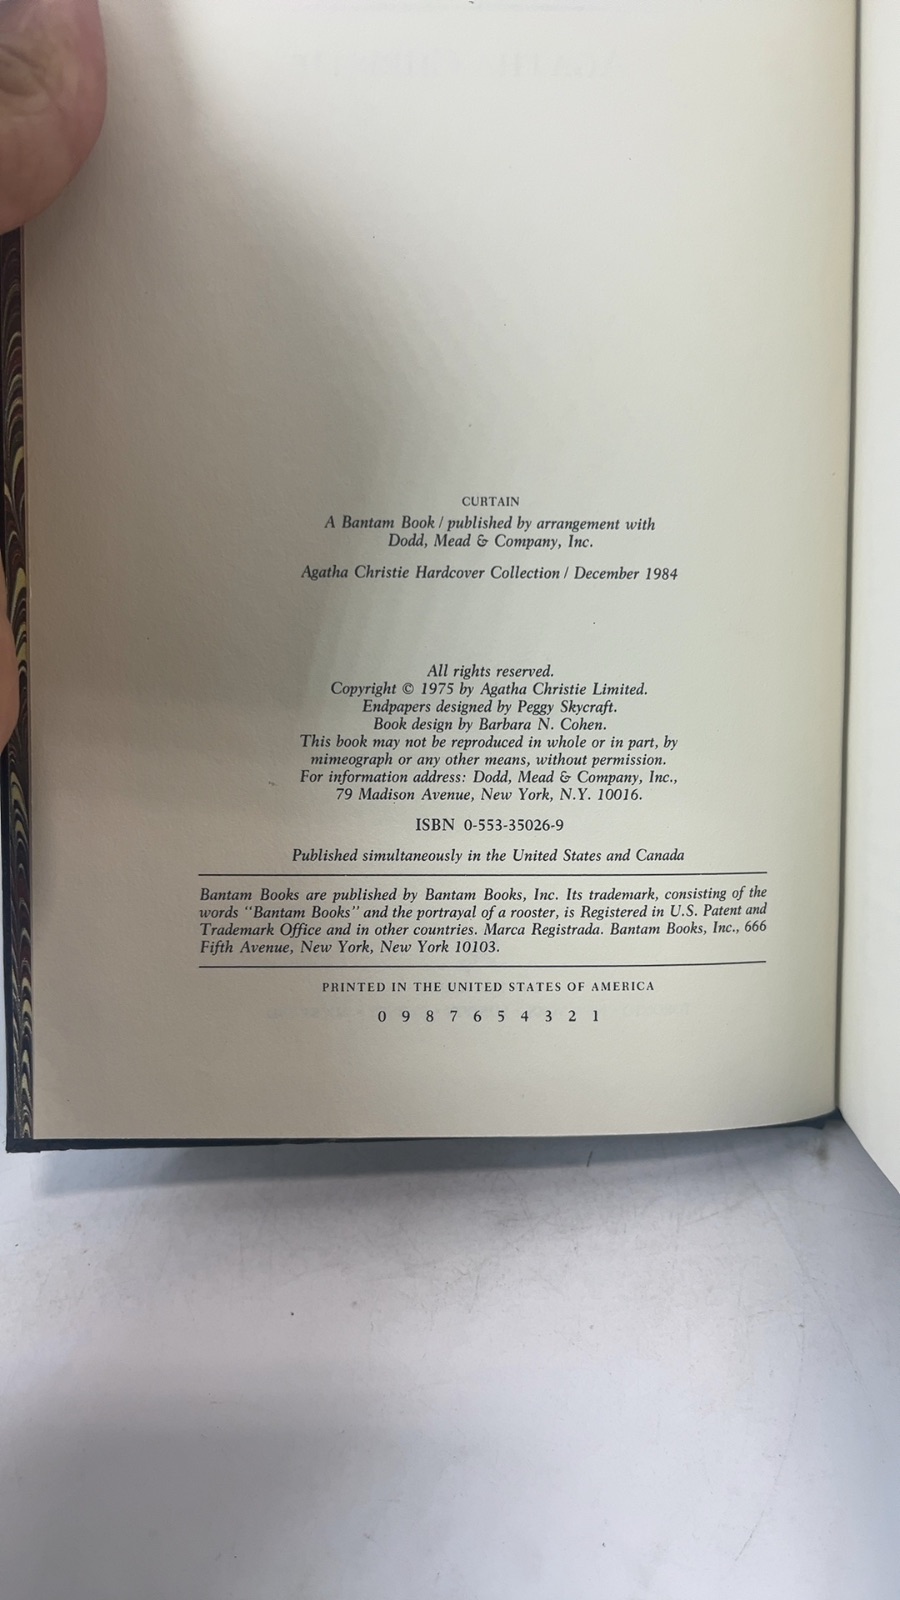 CURTAIN
A Bantam Book / published by arrangement with
Dodd, Mead & Company, Inc.
Agatha Christie Hardcover Collection / December 1984
All rights reserved.
Copyright © 1975 by Agatha Christie Limited.
Endpapers designed by Peggy Skycraft.
Book design by Barbara N. Cohen.
This book may not be reproduced in whole or in part, by
mimeograph or any other means, without permission.
For information address: Dodd, Mead & Company, Inc.,
79 Madison Avenue, New York, N.Y. 10016.
ISBN 0-553-35026-9
Published simultaneously in the United States and Canada
Bantam Books are published by Bantam Books, Inc. Its trademark, consisting of the
words "Bantam Books" and the portrayal of a rooster, is Registered in U.S. Patent and
Trademark Office and in other countries. Marca Registrada. Bantam Books, Inc., 666
Fifth Avenue, New York, New York 10103.
PRINTED IN THE UNITED STATES OF AMERICA
0 9 8 7 6 5 4 3 2 1